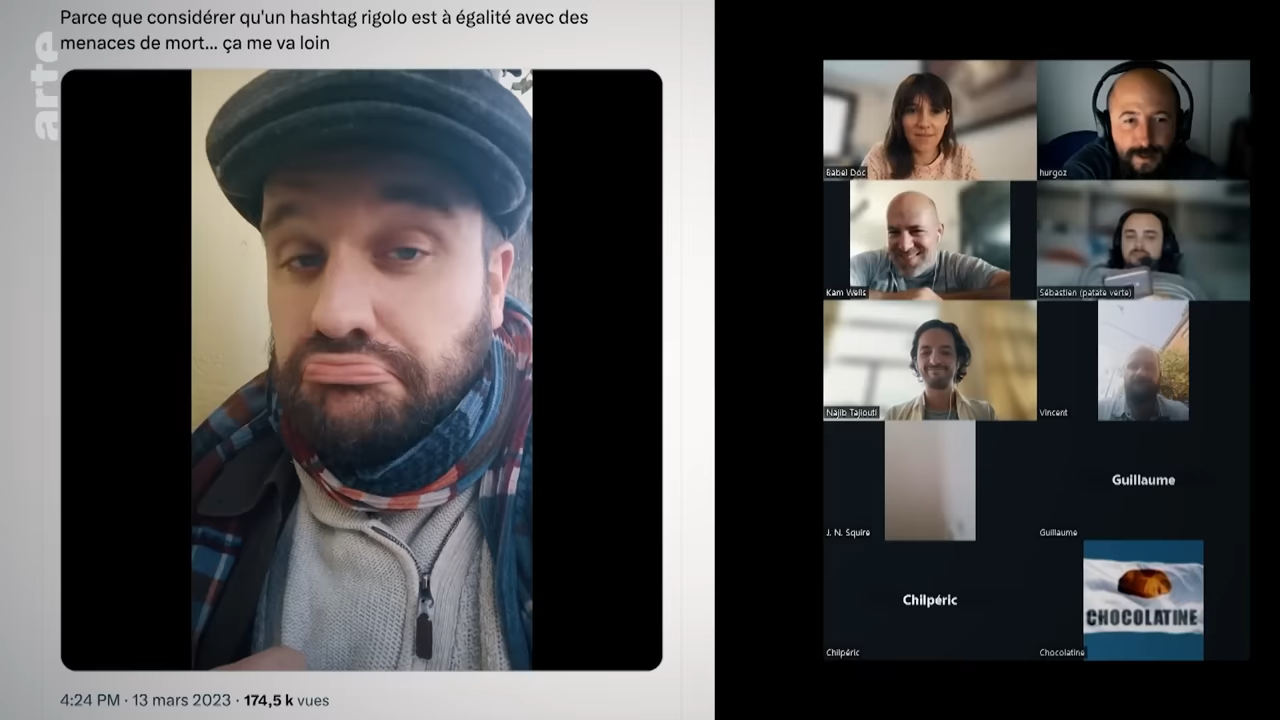 Parce que considérer qu'un hashtag rigolo est à égalité avec des
menaces de mort... ça me va loin
arte
4:24 PM · 13 mars 2023 · 174,5 k vues
Babel Doc
hurgoz
Kam Wells
Sébastien (patate verte)
Najib Tajiouti
Vincent
J. N. Squire
Guillaume
Guillaume
Chilpéric
Chilpéric
CHOCOLATINE
Chocolatine